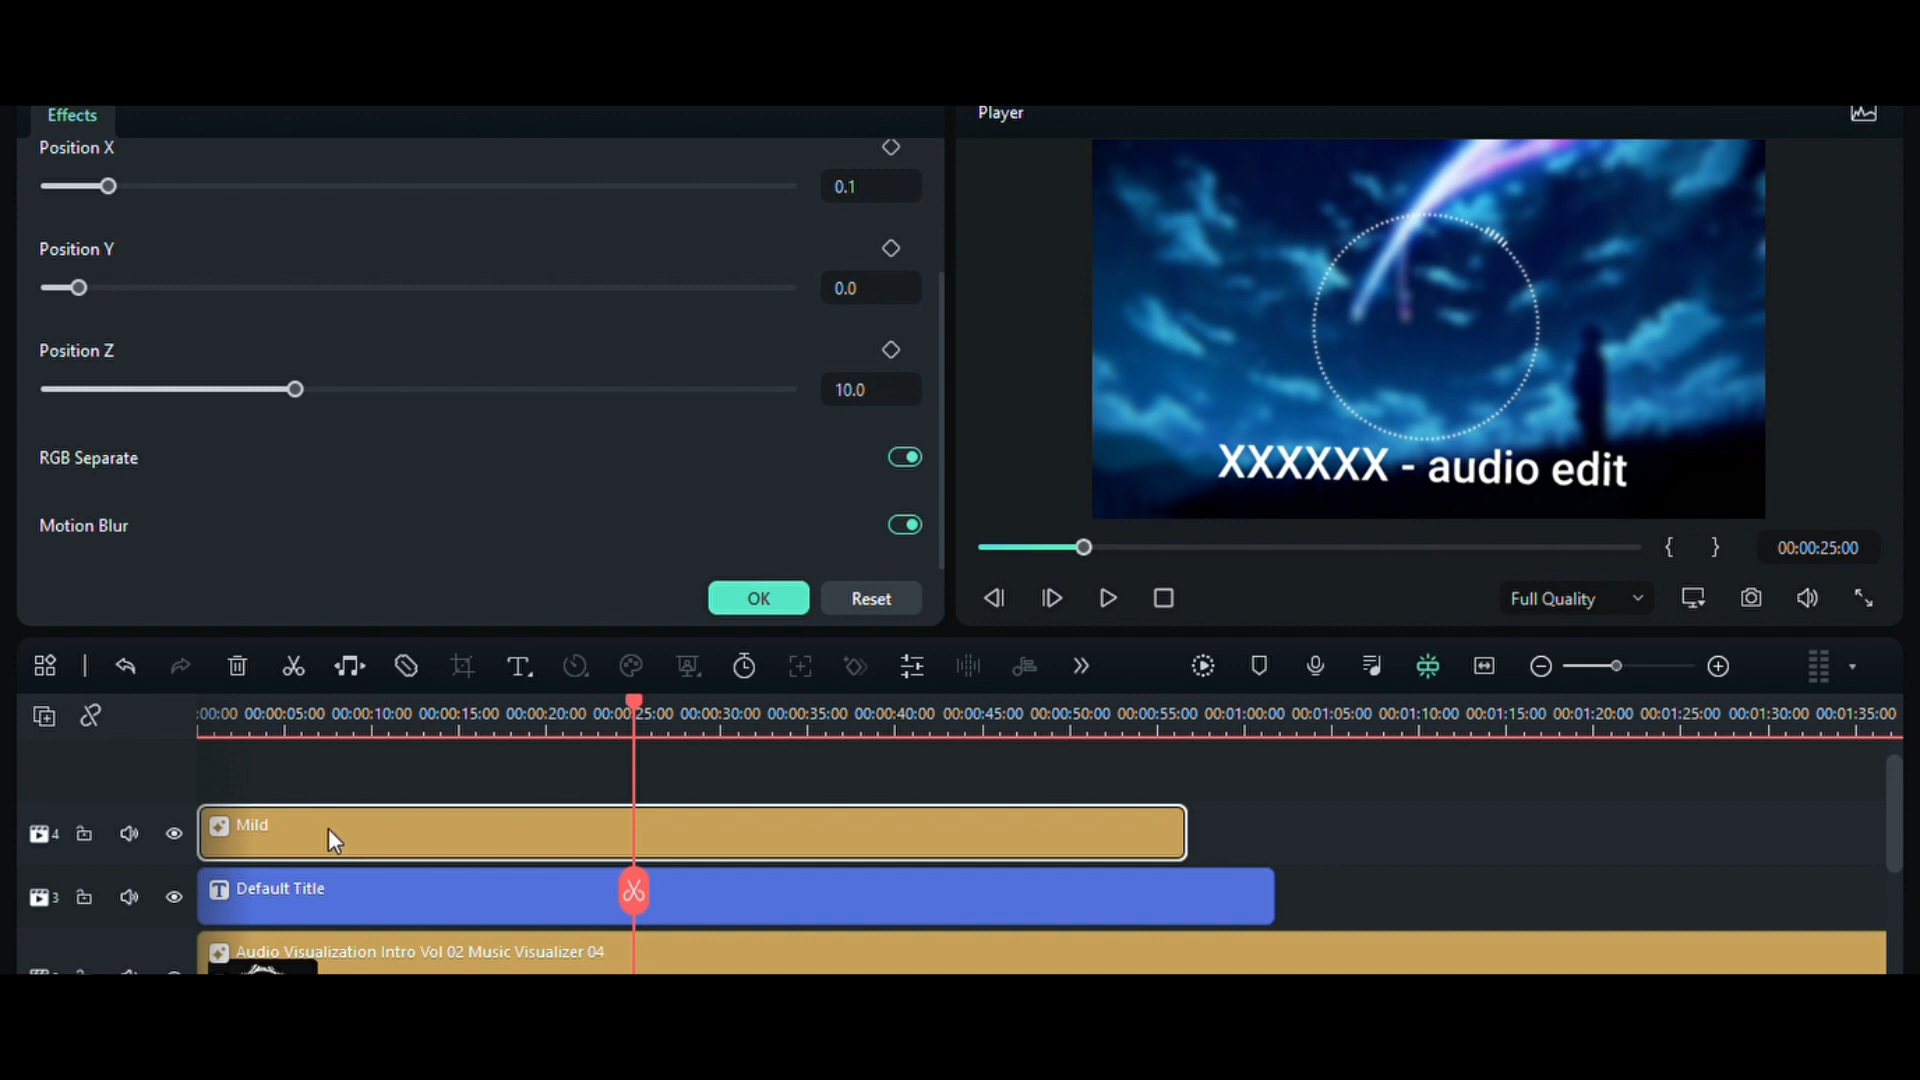 Effects
Player
Position X
0.1
Position Y
0.0
Position Z
10.0
RGB Separate
Motion Blur
OK
Reset
XXXXXX - audio edit
{ }
00:00:25:00
Full Quality
:00:00 00:00:05:00 00:00:10:00 00:00:15:00 00:00:20:00 00:00:25:00 00:00:30:00 00:00:35:00 00:00:40:00 00:00:45:00 00:00:50:00 00:00:55:00 00:01:00:00 00:01:05:00 00:01:10:00 00:01:15:00 00:01:20:00 00:01:25:00 00:01:30:00 00:01:35:00
4
Mild
3
Default Title
Audio Visualization Intro Vol 02 Music Visualizer 04